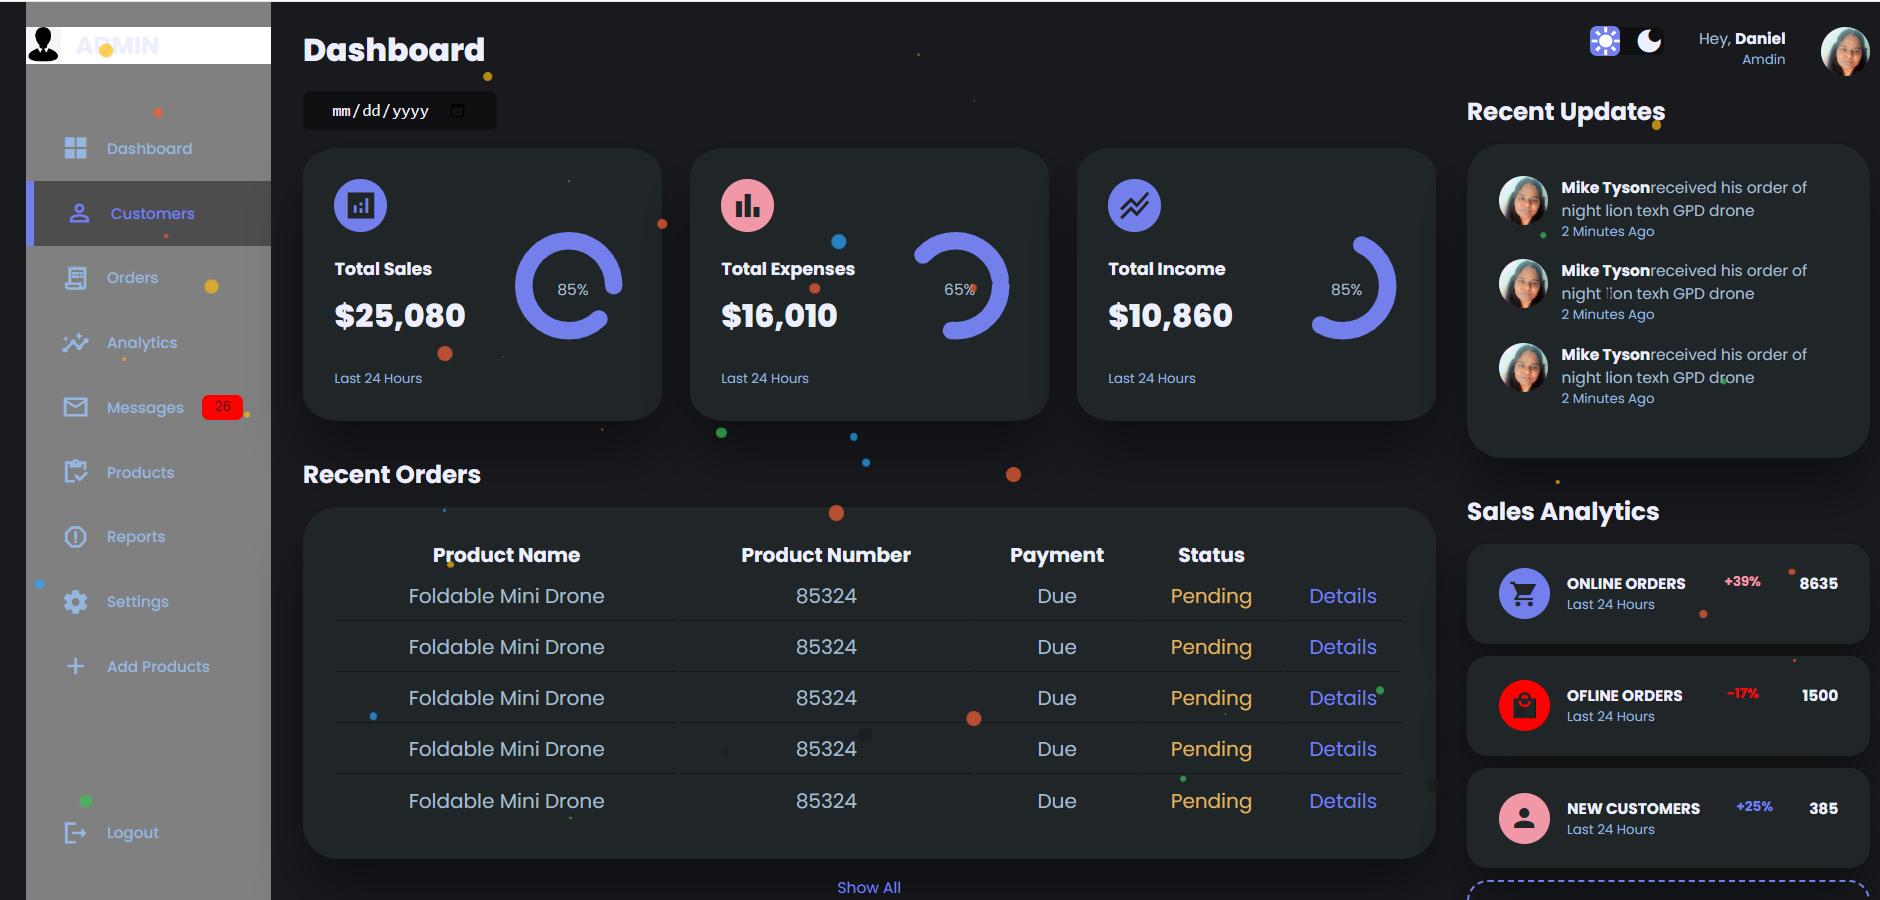 ADMIN
Dashboard
Customers
Orders
Analytics
Messages 26
Products
Reports
Settings
Add Products
Logout
Dashboard
mm/dd/yyyy
Total Sales
$25,080
85%
Last 24 Hours
Total Expenses
$16,010
65%
Last 24 Hours
Total Income
$10,860
85%
Last 24 Hours
Recent Orders
Product Name Product Number Payment Status
Foldable Mini Drone 85324 Due Pending Details
Foldable Mini Drone 85324 Due Pending Details
Foldable Mini Drone 85324 Due Pending Details
Foldable Mini Drone 85324 Due Pending Details
Foldable Mini Drone 85324 Due Pending Details
Show All
Hey, Daniel
Amdin
Recent Updates
Mike Tysonreceived his order of
night lion texh GPD drone
2 Minutes Ago
Mike Tysonreceived his order of
night lion texh GPD drone
2 Minutes Ago
Mike Tysonreceived his order of
night lion texh GPD drone
2 Minutes Ago
Sales Analytics
ONLINE ORDERS +39% 8635
Last 24 Hours
OFLINE ORDERS -17% 1500
Last 24 Hours
NEW CUSTOMERS +25% 385
Last 24 Hours